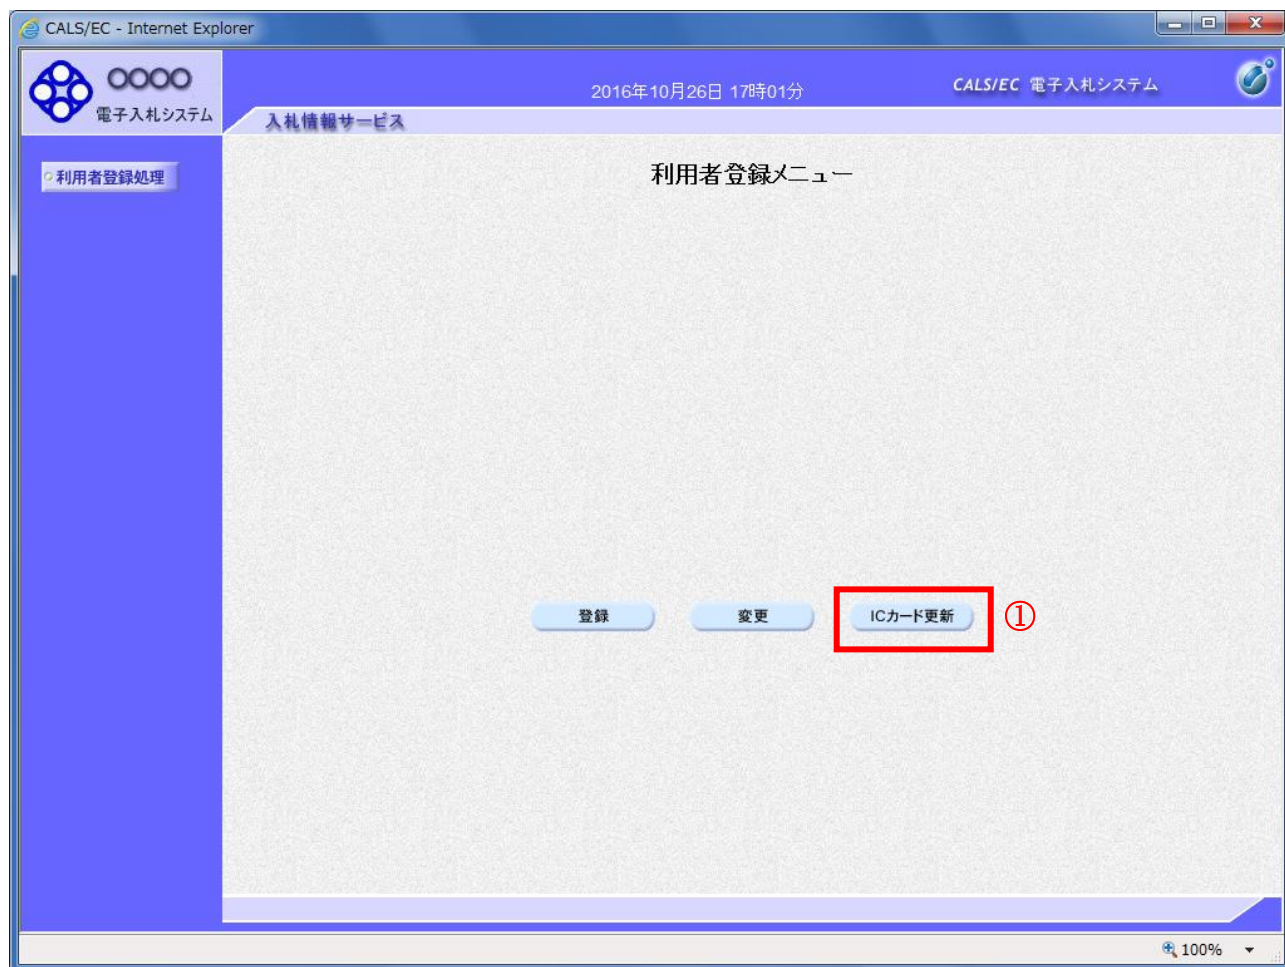 CALS/EC - Internet Explorer
○○○○
電子入札システム
2016年10月26日 17時01分
CALS/EC 電子入札システム
入札情報サービス
利用者登録処理
利用者登録メニュー
登録
変更
ICカード更新
①
100%